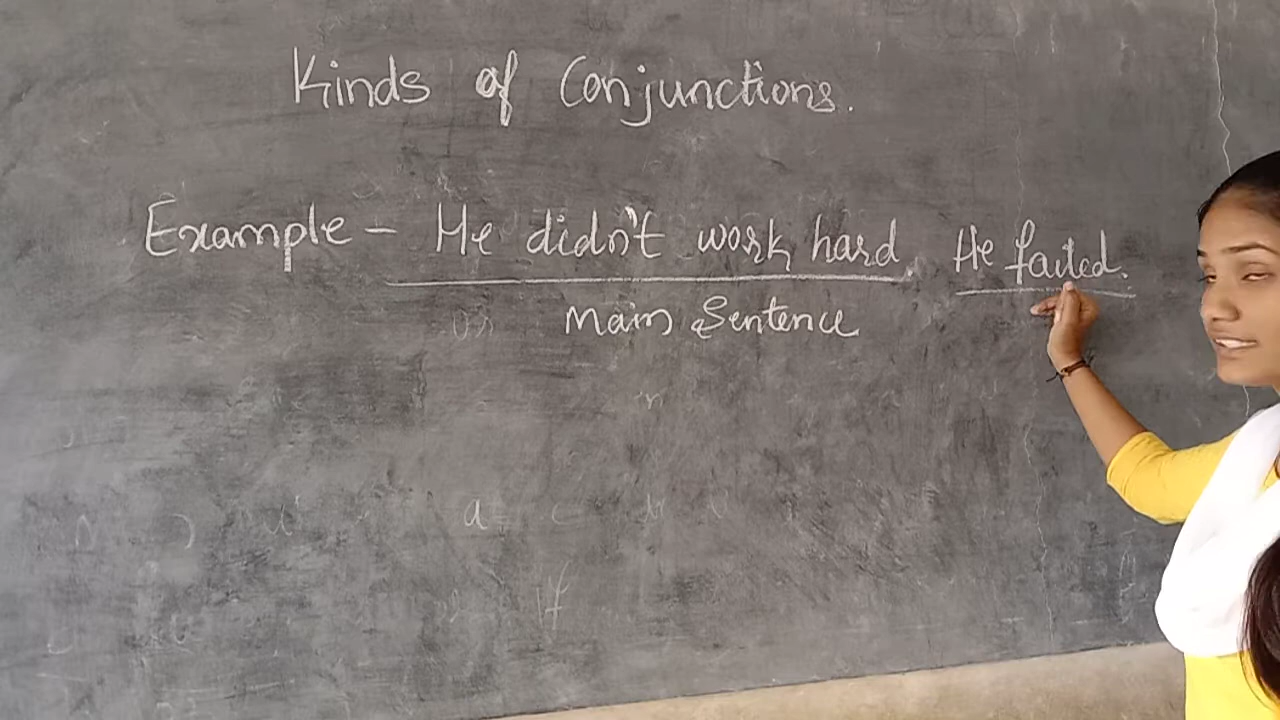 Kinds of Conjunctions.
Example - He didn't work hard, He failed.
Main Sentence